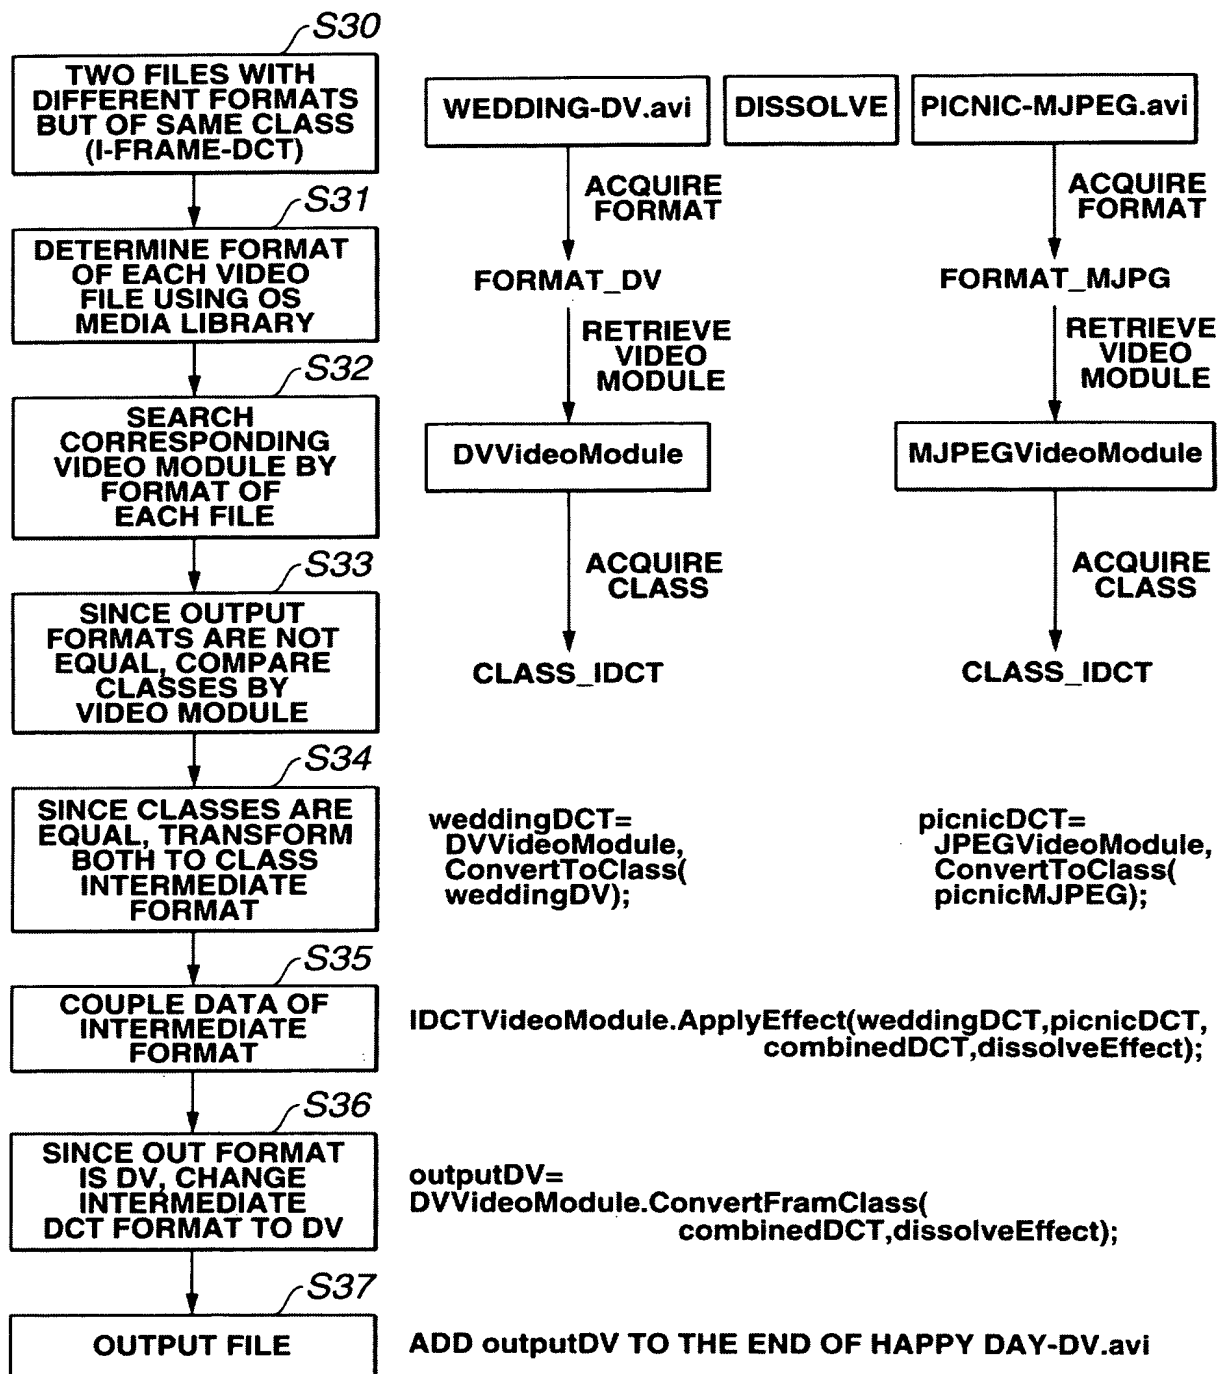 S30
TWO FILES WITH
DIFFERENT FORMATS
BUT OF SAME CLASS
(I-FRAME-DCT)
WEDDING-DV.avi
DISSOLVE
PICNIC-MJPEG.avi
ACQUIRE
FORMAT
ACQUIRE
FORMAT
S31
DETERMINE FORMAT
OF EACH VIDEO
FILE USING OS
MEDIA LIBRARY
FORMAT_DV
FORMAT_MJPG
RETRIEVE
VIDEO
MODULE
RETRIEVE
VIDEO
MODULE
S32
SEARCH
CORRESPONDING
VIDEO MODULE BY
FORMAT OF
EACH FILE
DVVideoModule
MJPEGVideoModule
ACQUIRE
CLASS
ACQUIRE
CLASS
S33
SINCE OUTPUT
FORMATS ARE NOT
EQUAL, COMPARE
CLASSES BY
VIDEO MODULE
CLASS_IDCT
CLASS_IDCT
S34
SINCE CLASSES ARE
EQUAL, TRANSFORM
BOTH TO CLASS
INTERMEDIATE
FORMAT
weddingDCT=
DVVideoModule,
ConvertToClass(
weddingDV);
picnicDCT=
JPEGVideoModule,
ConvertToClass(
picnicMJPEG);
S35
COUPLE DATA OF
INTERMEDIATE
FORMAT
IDCTVideoModule.ApplyEffect(weddingDCT,picnicDCT,
combinedDCT,dissolveEffect);
S36
SINCE OUT FORMAT
IS DV, CHANGE
INTERMEDIATE
DCT FORMAT TO DV
outputDV=
DVVideoModule.ConvertFramClass(
combinedDCT,dissolveEffect);
S37
OUTPUT FILE
ADD outputDV TO THE END OF HAPPY DAY-DV.avi